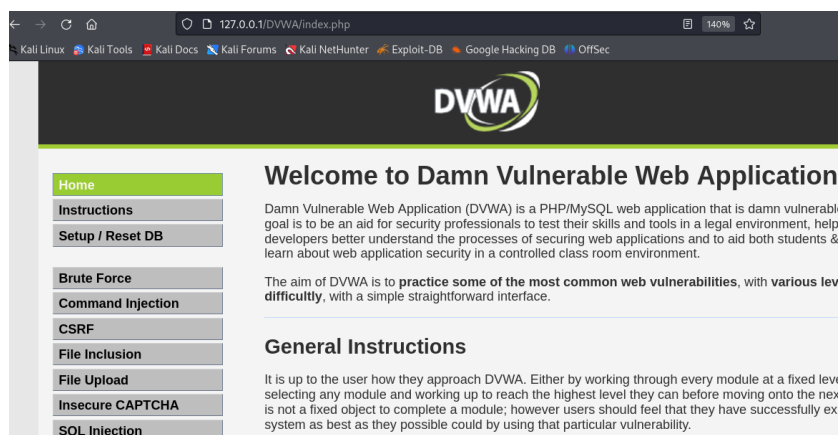 127.0.0.1/DVWA/index.php 140%
Kali Linux Kali Tools Kali Docs Kali Forums Kali NetHunter Exploit-DB Google Hacking DB OffSec
DVWA
Home
Instructions
Setup / Reset DB
Brute Force
Command Injection
CSRF
File Inclusion
File Upload
Insecure CAPTCHA
SQL Injection
Welcome to Damn Vulnerable Web Application
Damn Vulnerable Web Application (DVWA) is a PHP/MySQL web application that is damn vulnerable
goal is to be an aid for security professionals to test their skills and tools in a legal environment, help
developers better understand the processes of securing web applications and to aid both students &
learn about web application security in a controlled class room environment.
The aim of DVWA is to practice some of the most common web vulnerabilities, with various lev
difficultly, with a simple straightforward interface.
General Instructions
It is up to the user how they approach DVWA. Either by working through every module at a fixed leve
selecting any module and working up to reach the highest level they can before moving onto the nex
is not a fixed object to complete a module; however users should feel that they have successfully ex
system as best as they possible could by using that particular vulnerability.